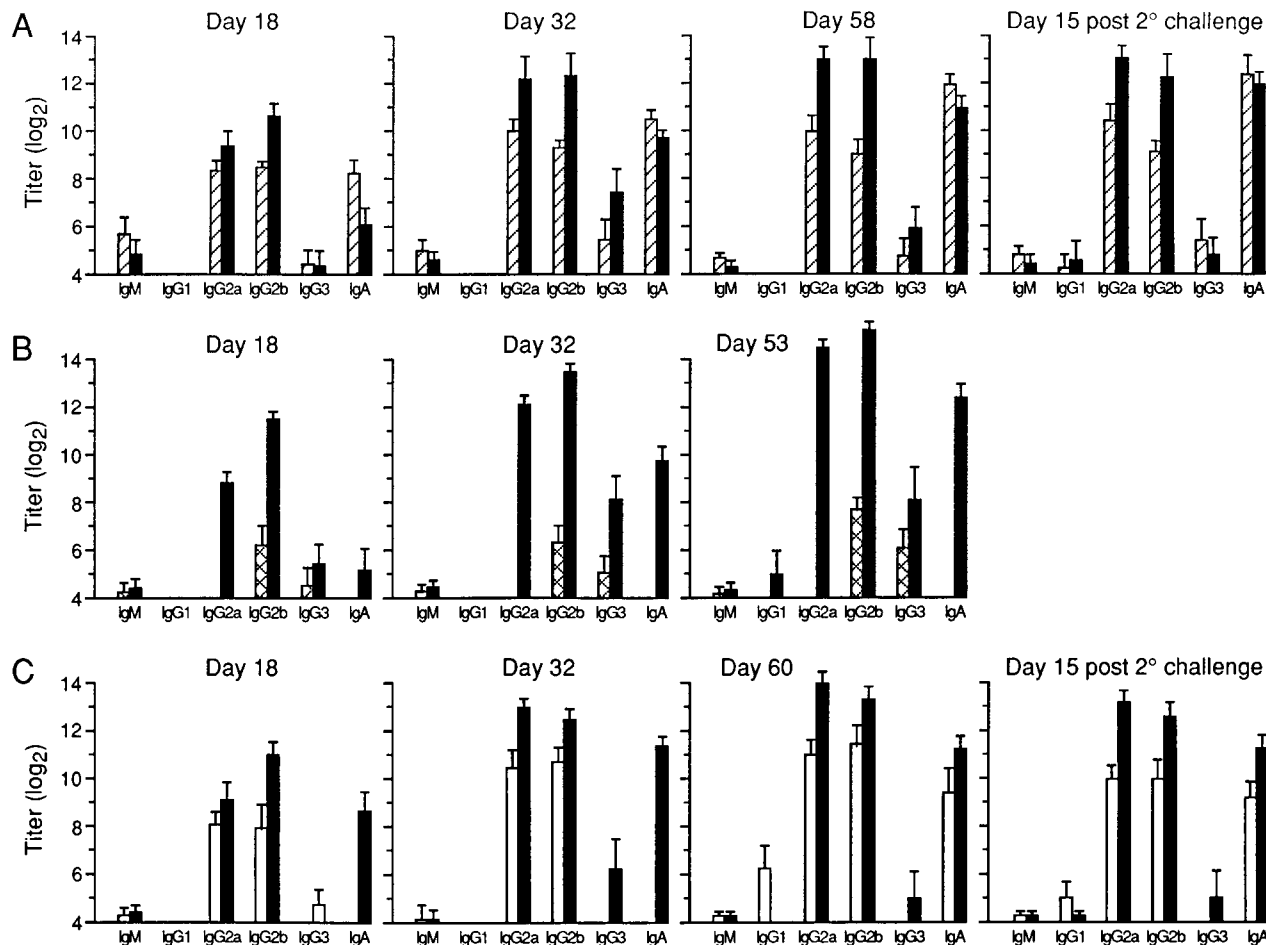 A Day 18 Day 32 Day 58 Day 15 post 2° challenge
Titer (log2)
14
12
10
8
6
4
IgM IgG1 IgG2a IgG2b IgG3 IgA IgM IgG1 IgG2a IgG2b IgG3 IgA IgM IgG1 IgG2a IgG2b IgG3 IgA IgM IgG1 IgG2a IgG2b IgG3 IgA
B Day 18 Day 32 Day 53
Titer (log2)
14
12
10
8
6
4
IgM IgG1 IgG2a IgG2b IgG3 IgA IgM IgG1 IgG2a IgG2b IgG3 IgA IgM IgG1 IgG2a IgG2b IgG3 IgA
C Day 18 Day 32 Day 60 Day 15 post 2° challenge
Titer (log2)
14
12
10
8
6
4
IgM IgG1 IgG2a IgG2b IgG3 IgA IgM IgG1 IgG2a IgG2b IgG3 IgA IgM IgG1 IgG2a IgG2b IgG3 IgA IgM IgG1 IgG2a IgG2b IgG3 IgA